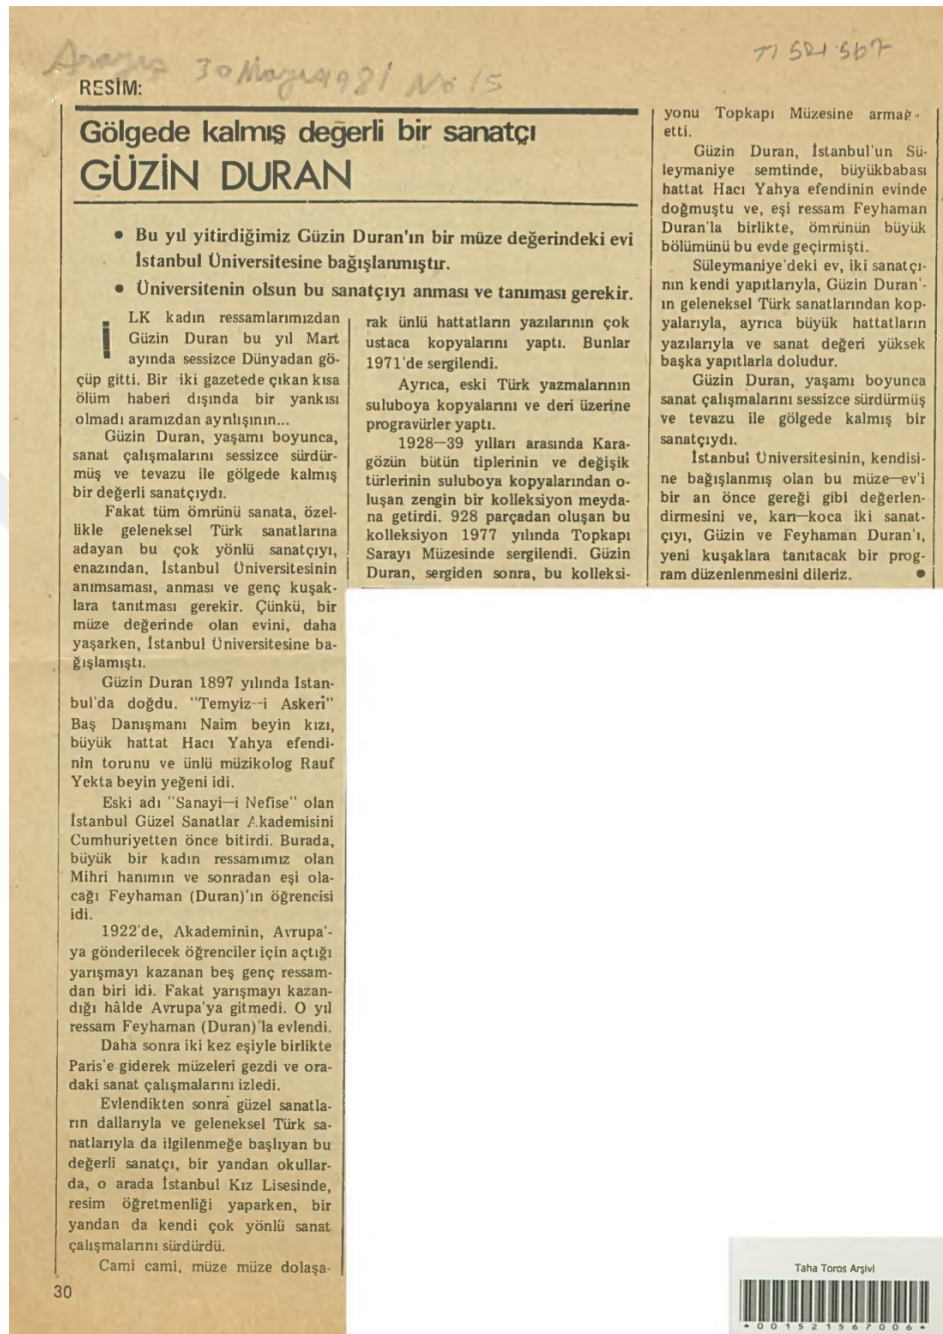 Arayış 30 Mayıs 1981 No 15
RESİM:
Gölgede kalmış değerli bir sanatçı
GÜZİN DURAN
• Bu yıl yitirdiğimiz Güzin Duran'ın bir müze değerindeki evi
İstanbul Üniversitesine bağışlanmıştır.
• Üniversitenin olsun bu sanatçıyı anması ve tanıması gerekir.
İLK kadın ressamlarımızdan
Güzin Duran bu yıl Mart
ayında sessizce Dünyadan gö-
çüp gitti. Bir iki gazetede çıkan kısa
ölüm haberi dışında bir yankısı
olmadı aramızdan ayrılışının...
Güzin Duran, yaşamı boyunca,
sanat çalışmalarını sessizce sürdür-
müş ve tevazu ile gölgede kalmış
bir değerli sanatçıydı.
Fakat tüm ömrünü sanata, özel-
likle geleneksel Türk sanatlarına
adayan bu çok yönlü sanatçıyı,
enazından, İstanbul Üniversitesinin
anımsaması, anması ve genç kuşak-
lara tanıtması gerekir. Çünkü, bir
müze değerinde olan evini, daha
yaşarken, İstanbul Üniversitesine ba-
ğışlamıştı.
Güzin Duran 1897 yılında İstan-
bul'da doğdu. "Temyiz-i Askeri"
Baş Danışmanı Naim beyin kızı,
büyük hattat Hacı Yahya efendi-
nin torunu ve ünlü müzikolog Rauf
Yekta beyin yeğeni idi.
Eski adı "Sanayi—i Nefise" olan
İstanbul Güzel Sanatlar Akademisini
Cumhuriyetten önce bitirdi. Burada,
büyük bir kadın ressamımız olan
Mihri hanımın ve sonradan eşi ola-
cağı Feyhaman (Duran)'ın öğrencisi
idi.
1922'de, Akademinin, Avrupa'-
ya gönderilecek öğrenciler için açtığı
yarışmayı kazanan beş genç ressam-
dan biri idi. Fakat yarışmayı kazan-
dığı hâlde Avrupa'ya gitmedi. O yıl
ressam Feyhaman (Duran)'la evlendi.
Daha sonra iki kez eşiyle birlikte
Paris'e giderek müzeleri gezdi ve ora-
daki sanat çalışmalarını izledi.
Evlendikten sonra güzel sanatla-
rın dallarıyla ve geleneksel Türk sa-
natlarıyla da ilgilenmeğe başlıyan bu
değerli sanatçı, bir yandan okullar-
da, o arada İstanbul Kız Lisesinde,
resim öğretmenliği yaparken, bir
yandan da kendi çok yönlü sanat
çalışmalarını sürdürdü.
Cami cami, müze müze dolaşa-
30
rak ünlü hattatların yazılarının çok
ustaca kopyalarını yaptı. Bunlar
1971'de sergilendi.
Ayrıca, eski Türk yazmalarının
suluboya kopyalarını ve deri üzerine
progravürler yaptı.
1928—39 yılları arasında Kara-
gözün bütün tiplerinin ve değişik
türlerinin suluboya kopyalarından o-
luşan zengin bir kolleksiyon meyda-
na getirdi. 928 parçadan oluşan bu
kolleksiyon 1977 yılında Topkapı
Sarayı Müzesinde sergilendi. Güzin
Duran, sergiden sonra, bu kolleksi-
yonu Topkapı Müzesine armağ-
etti.
Güzin Duran, İstanbul'un Sü-
leymaniye semtinde, büyükbabası
hattat Hacı Yahya efendinin evinde
doğmuştu ve, eşi ressam Feyhaman
Duran'la birlikte, ömrünün büyük
bölümünü bu evde geçirmişti.
Süleymaniye'deki ev, iki sanatçı-
nın kendi yapıtlarıyla, Güzin Duran'-
ın geleneksel Türk sanatlarından kop-
yalarıyla, ayrıca büyük hattatların
yazılarıyla ve sanat değeri yüksek
başka yapıtlarla doludur.
Güzin Duran, yaşamı boyunca
sanat çalışmalarını sessizce sürdürmüş
ve tevazu ile gölgede kalmış bir
sanatçıydı.
İstanbul Üniversitesinin, kendisi-
ne bağışlanmış olan bu müze—ev'i
bir an önce gereği gibi değerlen-
dirmesini ve, karı—koca iki sanat-
çıyı, Güzin ve Feyhaman Duran'ı,
yeni kuşaklara tanıtacak bir prog-
ram düzenlenmesini dileriz. •
Taha Toros Arşivi
*001521567006*